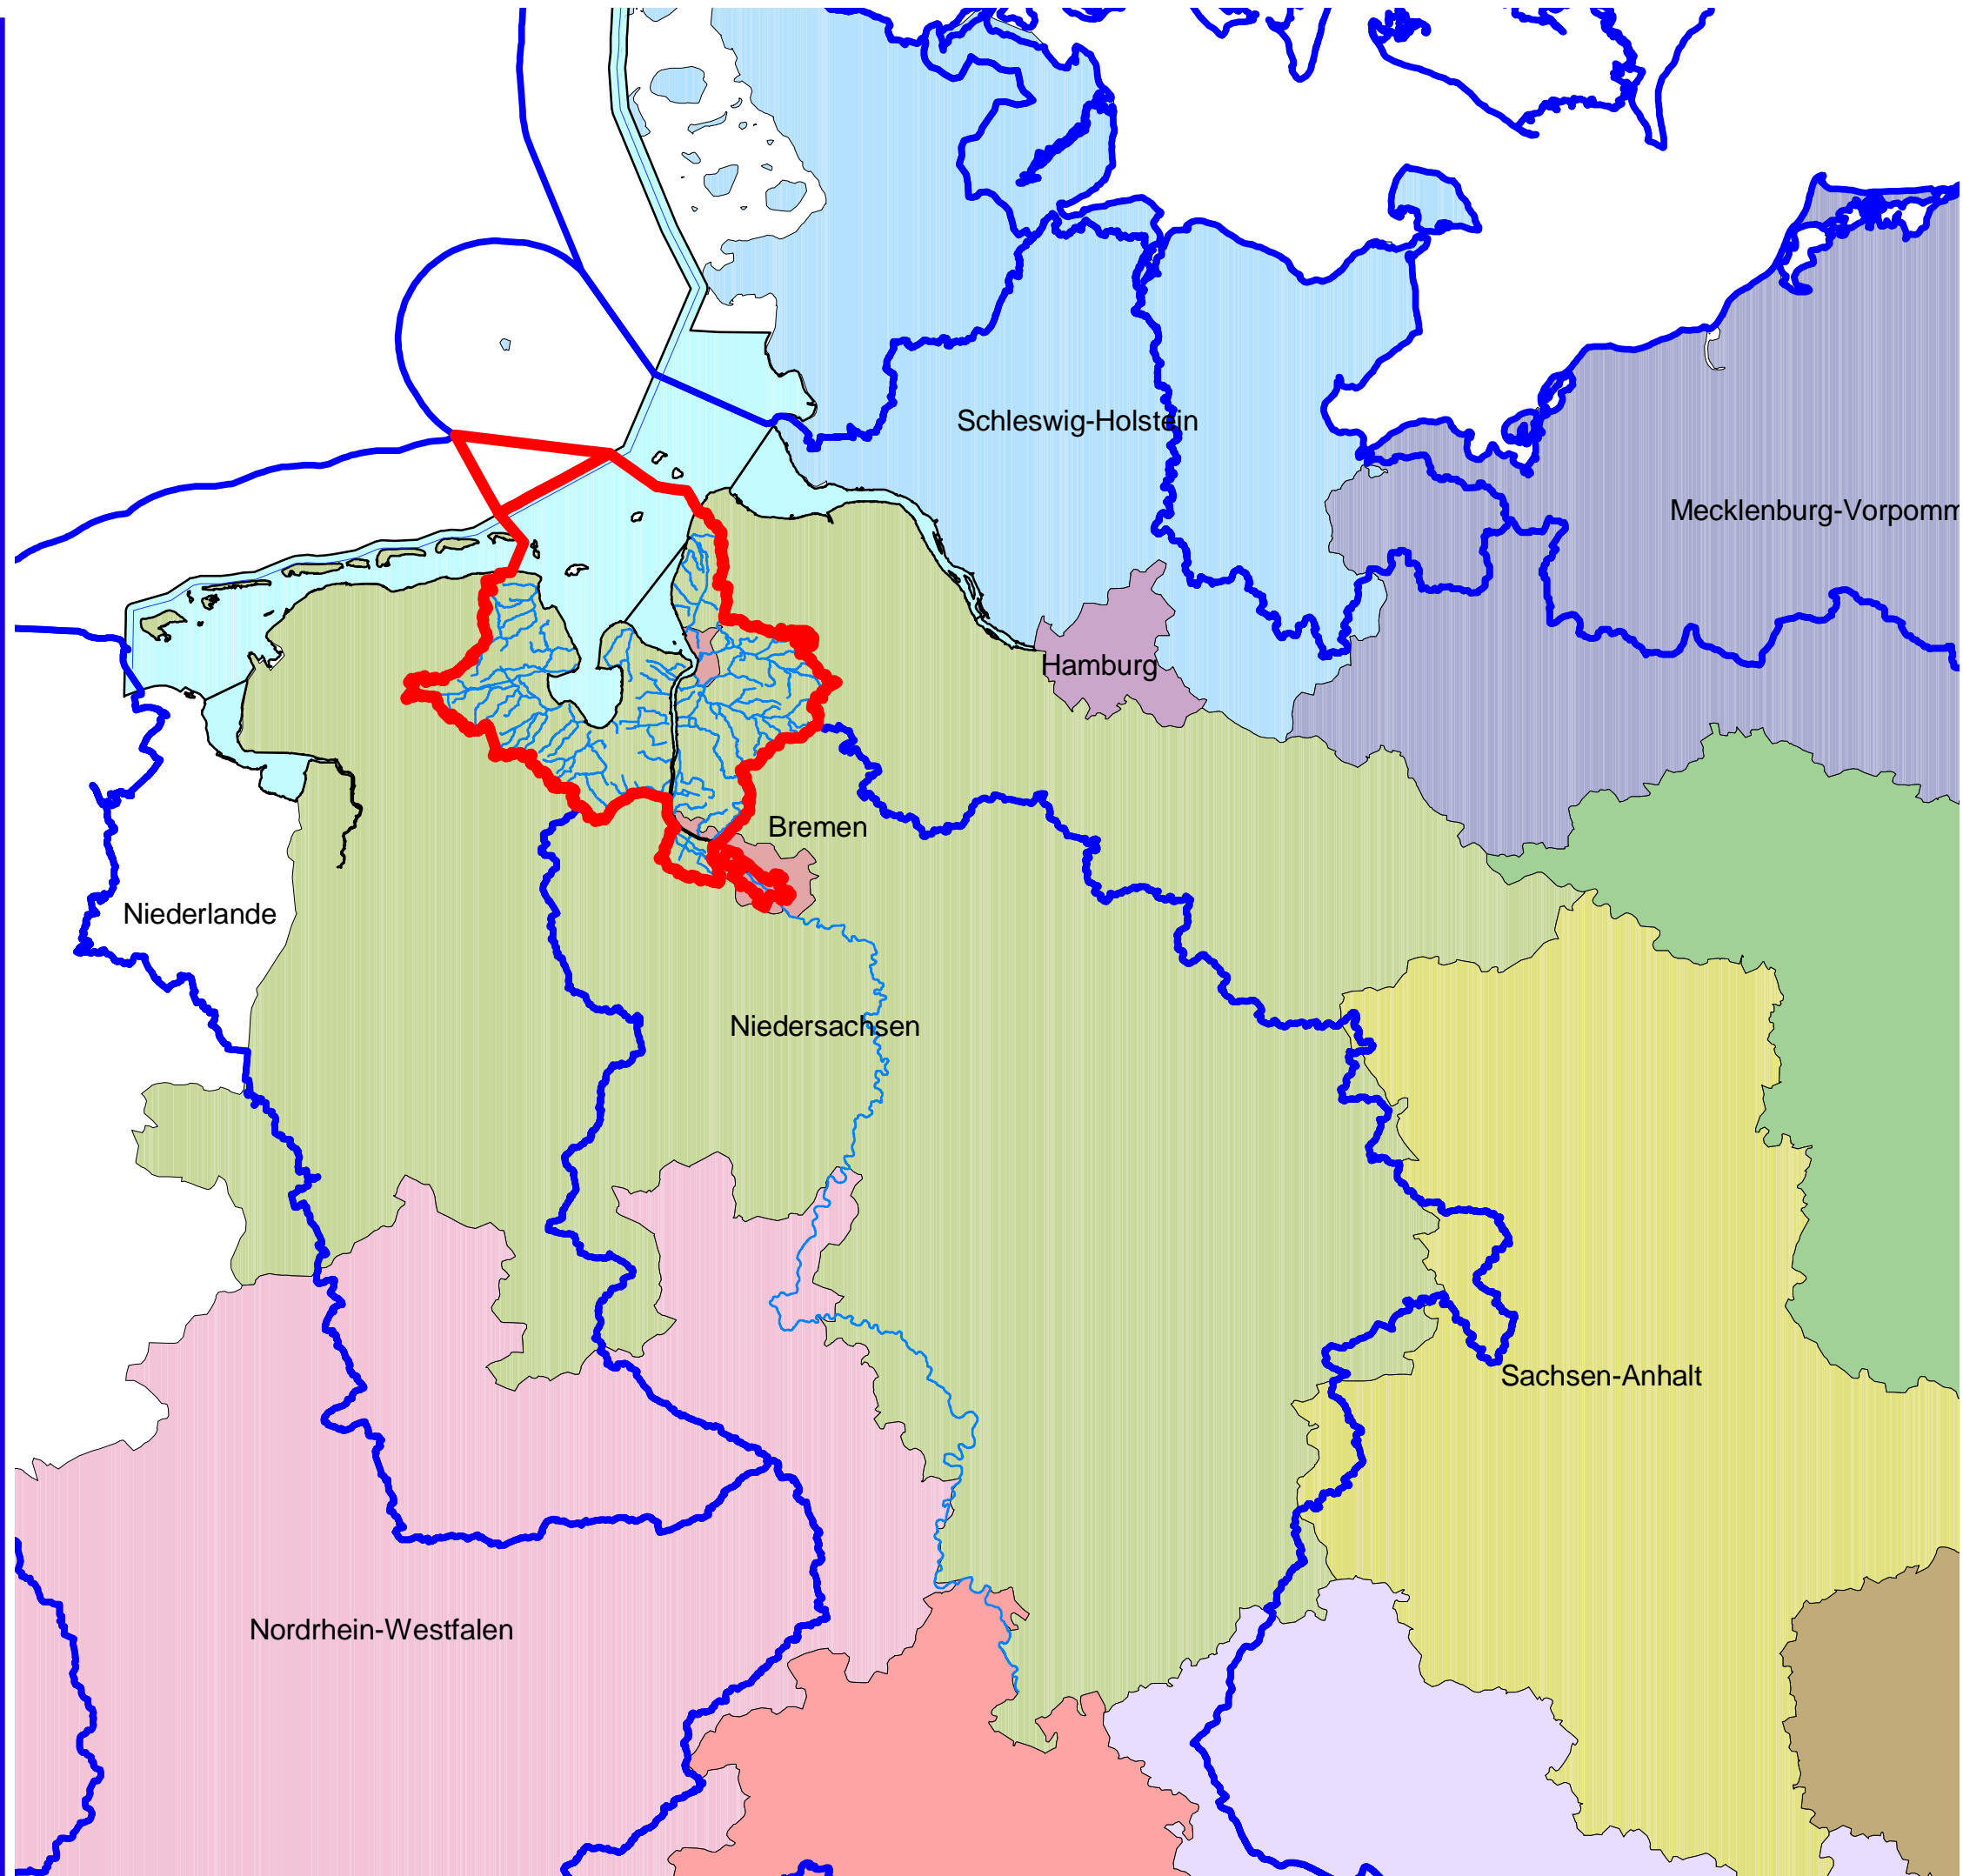 Schleswig-Holstein
Mecklenburg-Vorpomm
Hamburg
Bremen
Niederlande
Niedersachsen
Sachsen-Anhalt
Nordrhein-Westfalen